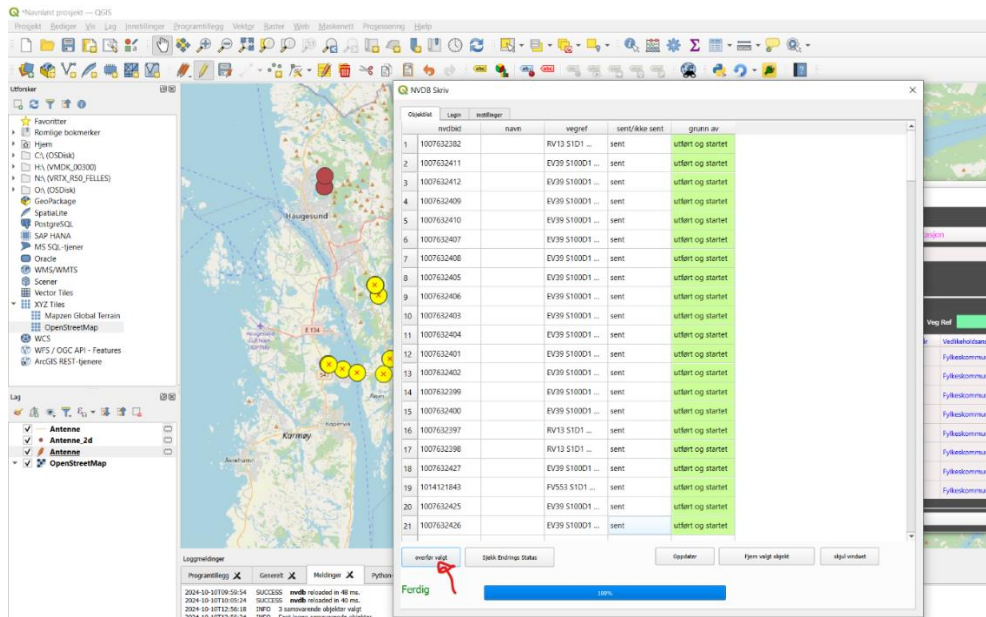 *Navnløst prosjekt — QGIS
Prosjekt Rediger Vis Lag Innstillinger Programtillegg Vektor Raster Web Maskenett Prosessering Hjelp
Utforsker
Favoritter
Romlige bokmerker
Hjem
C:\ (OSDisk)
H:\ (VMDK_00300)
N:\ (VRTX_R50_FELLES)
O:\ (OSDisk)
GeoPackage
SpatiaLite
PostgreSQL
SAP HANA
MS SQL-tjener
Oracle
WMS/WMTS
Scener
Vector Tiles
XYZ Tiles
Mapzen Global Terrain
OpenStreetMap
WCS
WFS / OGC API - Features
ArcGIS REST-tjenere
Lag
Antenne
Antenne_2d
Antenne
OpenStreetMap
Haugesund
E 134
Karmøy
Kopervik
Åkrehamn
NVDB Skriv
Objektlist Login instillinger
nvdbid navn vegref sent/ikke sent grunn av
1 1007632382 RV13 S1D1 ... sent utført og startet
2 1007632411 EV39 S100D1 ... sent utført og startet
3 1007632412 EV39 S100D1 ... sent utført og startet
4 1007632409 EV39 S100D1 ... sent utført og startet
5 1007632410 EV39 S100D1 ... sent utført og startet
6 1007632407 EV39 S100D1 ... sent utført og startet
7 1007632408 EV39 S100D1 ... sent utført og startet
8 1007632405 EV39 S100D1 ... sent utført og startet
9 1007632406 EV39 S100D1 ... sent utført og startet
10 1007632403 EV39 S100D1 ... sent utført og startet
11 1007632404 EV39 S100D1 ... sent utført og startet
12 1007632401 EV39 S100D1 ... sent utført og startet
13 1007632402 EV39 S100D1 ... sent utført og startet
14 1007632399 EV39 S100D1 ... sent utført og startet
15 1007632400 EV39 S100D1 ... sent utført og startet
16 1007632397 RV13 S1D1 ... sent utført og startet
17 1007632398 RV13 S1D1 ... sent utført og startet
18 1007632427 EV39 S100D1 ... sent utført og startet
19 1014121843 FV553 S1D1 ... sent utført og startet
20 1007632425 EV39 S100D1 ... sent utført og startet
21 1007632426 EV39 S100D1 ... sent utført og startet
overfør valgt Sjekk Endrings Status Oppdater Fjern valgt objekt skjul vinduet
Ferdig 100%
Veg Ref
Fylkeskommu
Fylkeskommu
Fylkeskommu
Fylkeskommu
Fylkeskommu
Fylkeskommu
Fylkeskommu
Fylkeskommu
Loggmeldinger
Programtillegg Generelt Meldinger Python-
2024-10-10T09:59:54 SUCCESS nvdb reloaded in 48 ms.
2024-10-10T10:05:24 SUCCESS nvdb reloaded in 40 ms.
2024-10-10T12:56:18 INFO 3 samsvarende objekter valgt